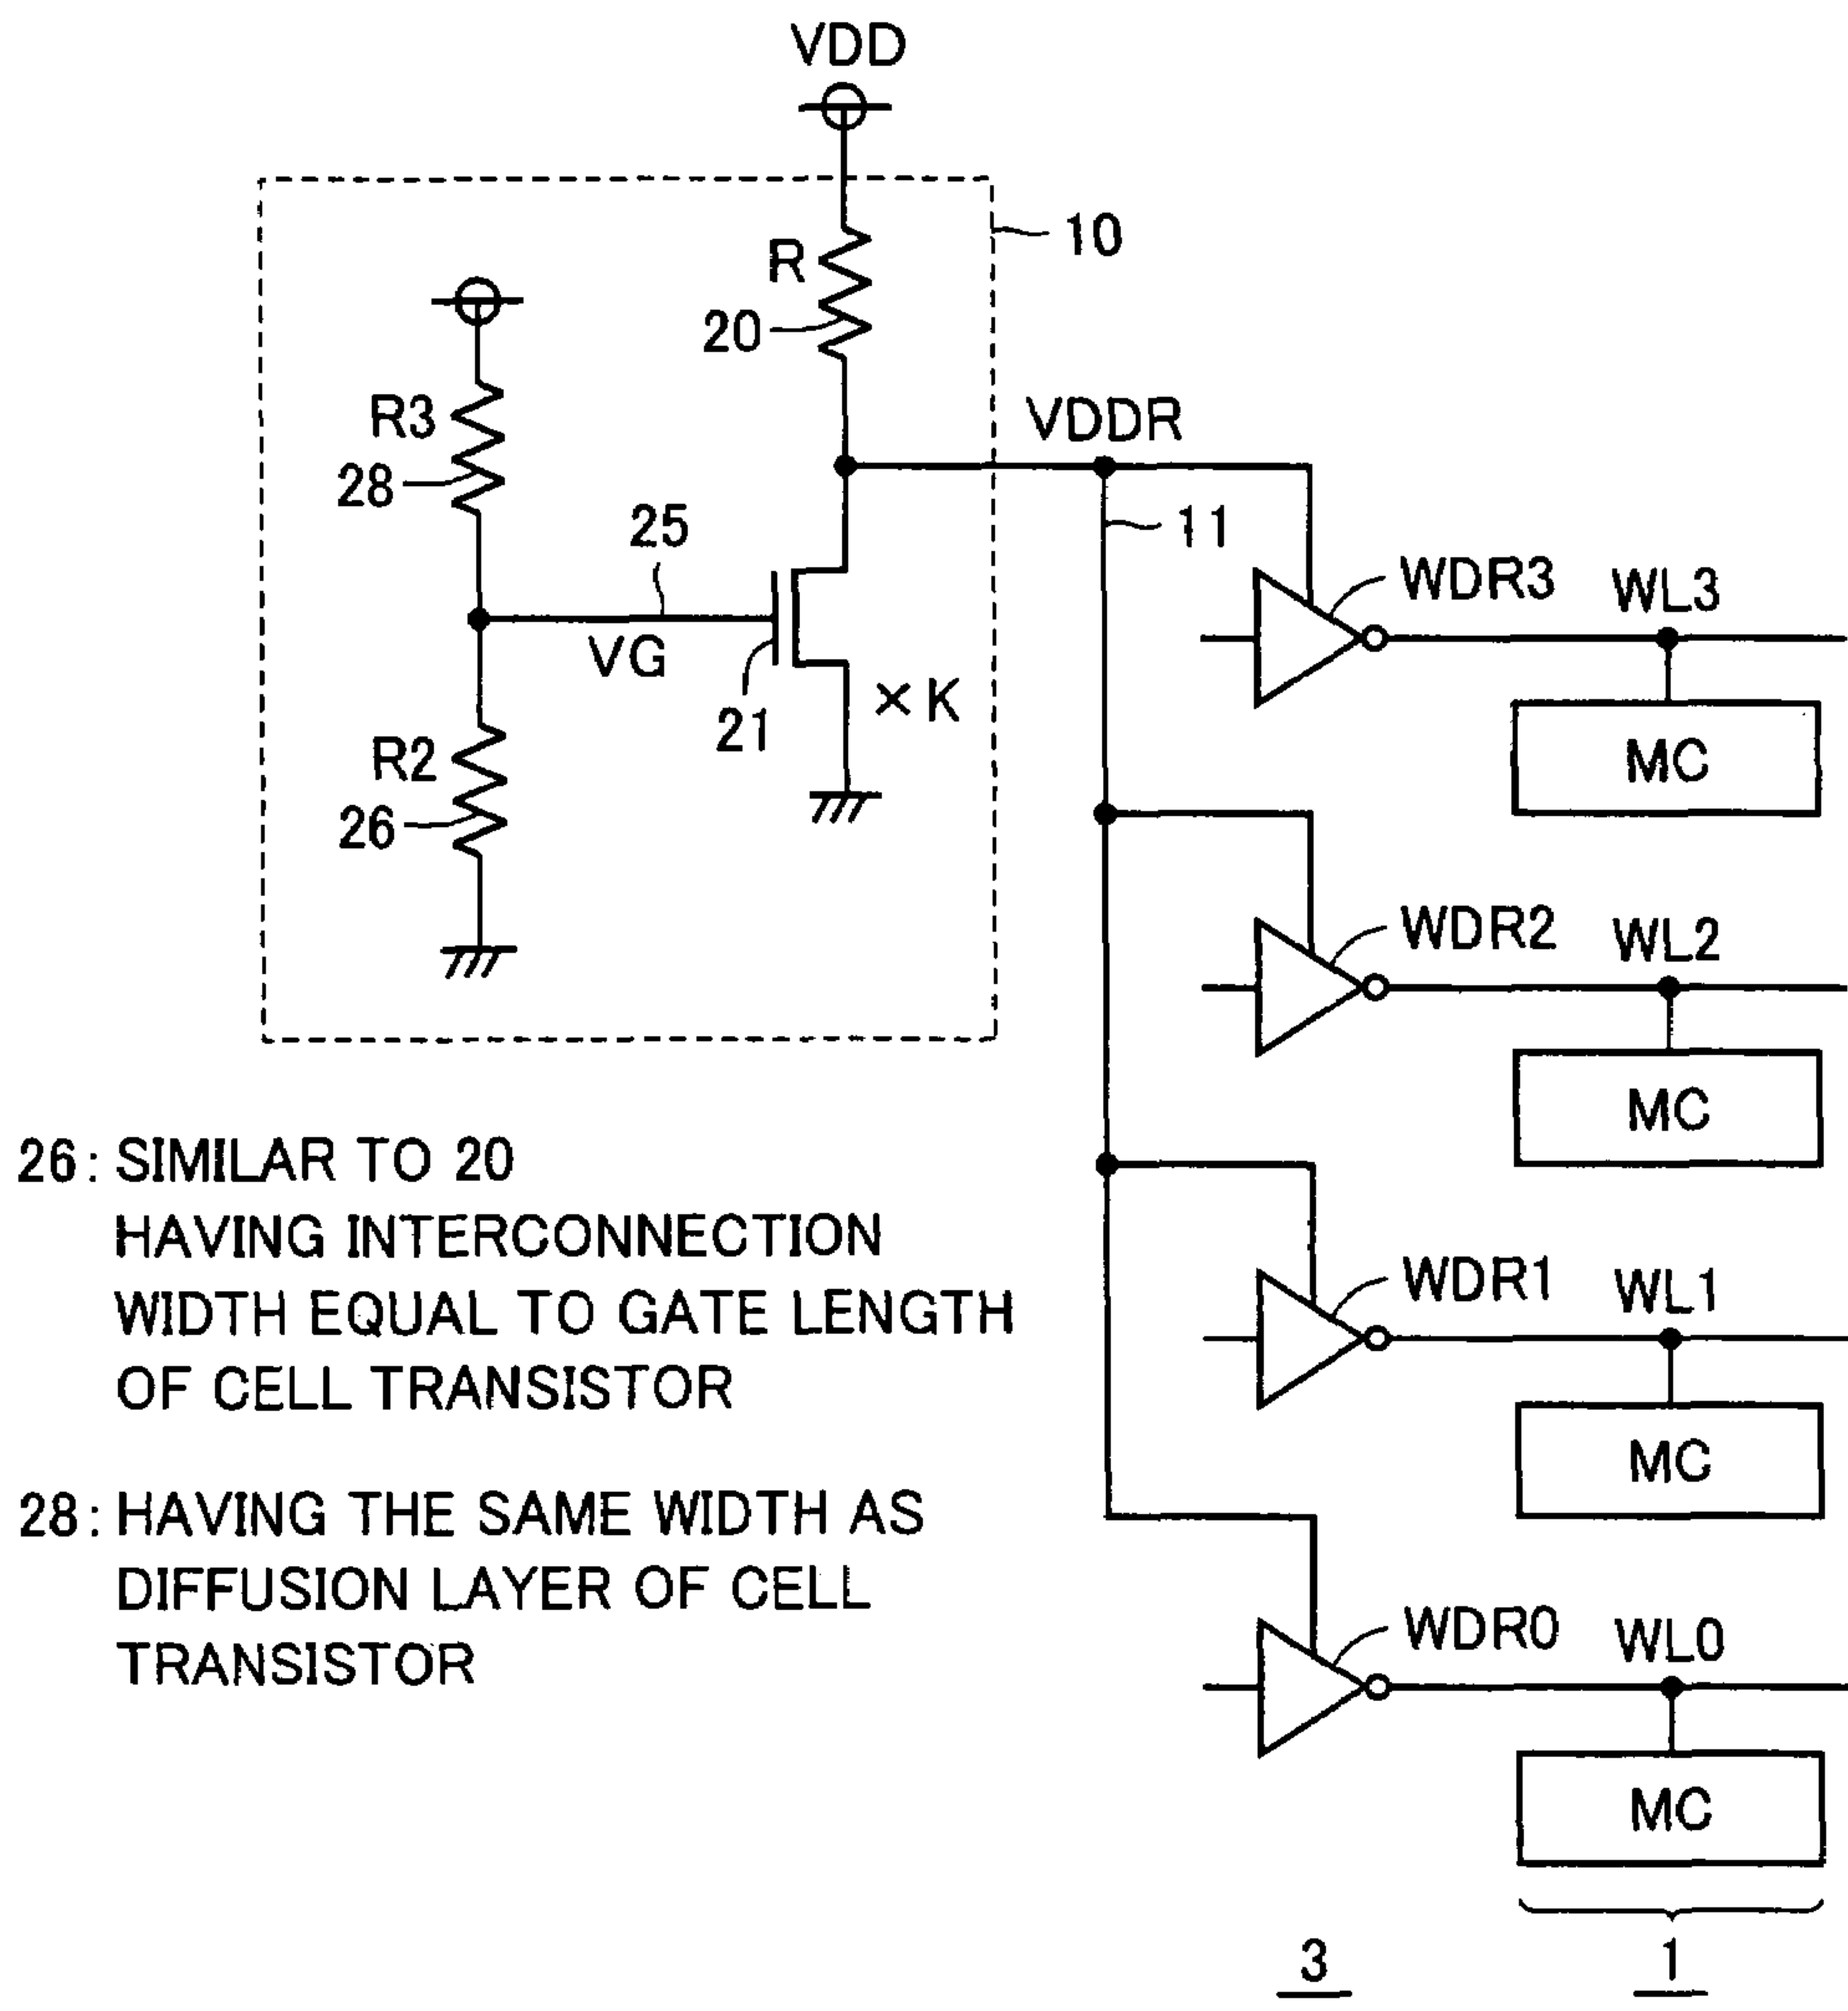 VDD
10
R
20
R3
28
VDDR
25
11
VG
21
×K
R2
26
WDR3
WL3
MC
WDR2
WL2
MC
WDR1
WL1
MC
WDR0
WL0
MC
26: SIMILAR TO 20
HAVING INTERCONNECTION
WIDTH EQUAL TO GATE LENGTH
OF CELL TRANSISTOR
28: HAVING THE SAME WIDTH AS
DIFFUSION LAYER OF CELL
TRANSISTOR
3
1